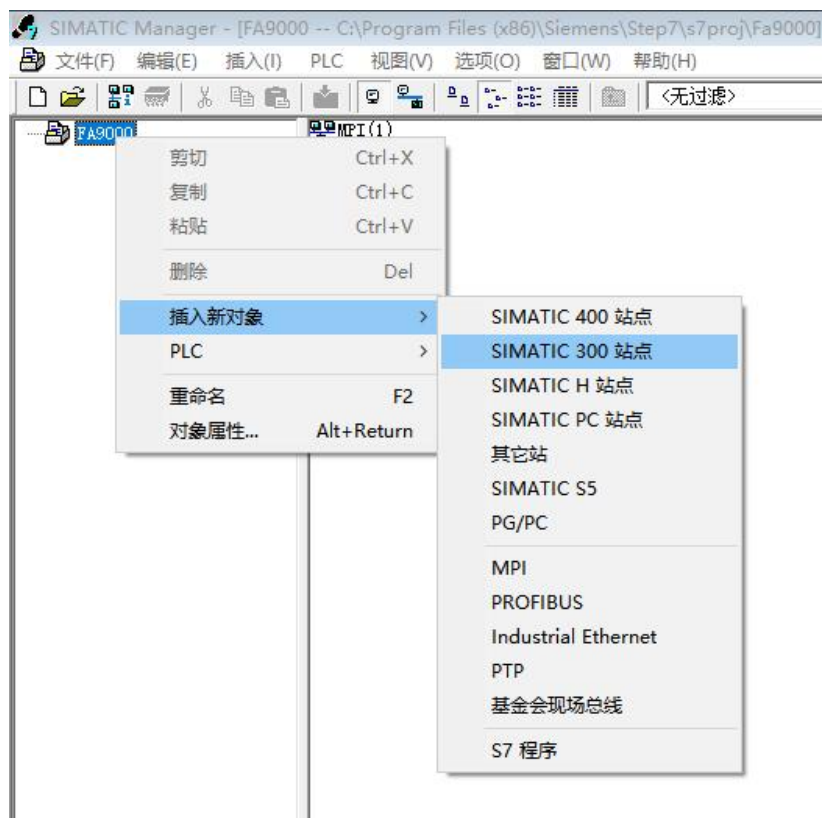 SIMATIC Manager - [FA9000 -- C:\Program Files (x86)\Siemens\Step7\s7proj\Fa9000]
文件(F) 编辑(E) 插入(I) PLC 视图(V) 选项(O) 窗口(W) 帮助(H)
<无过滤>
FA9000
MPI(1)
剪切 Ctrl+X
复制 Ctrl+C
粘贴 Ctrl+V
删除 Del
插入新对象 >
PLC >
重命名 F2
对象属性... Alt+Return
SIMATIC 400 站点
SIMATIC 300 站点
SIMATIC H 站点
SIMATIC PC 站点
其它站
SIMATIC S5
PG/PC
MPI
PROFIBUS
Industrial Ethernet
PTP
基金会现场总线
S7 程序